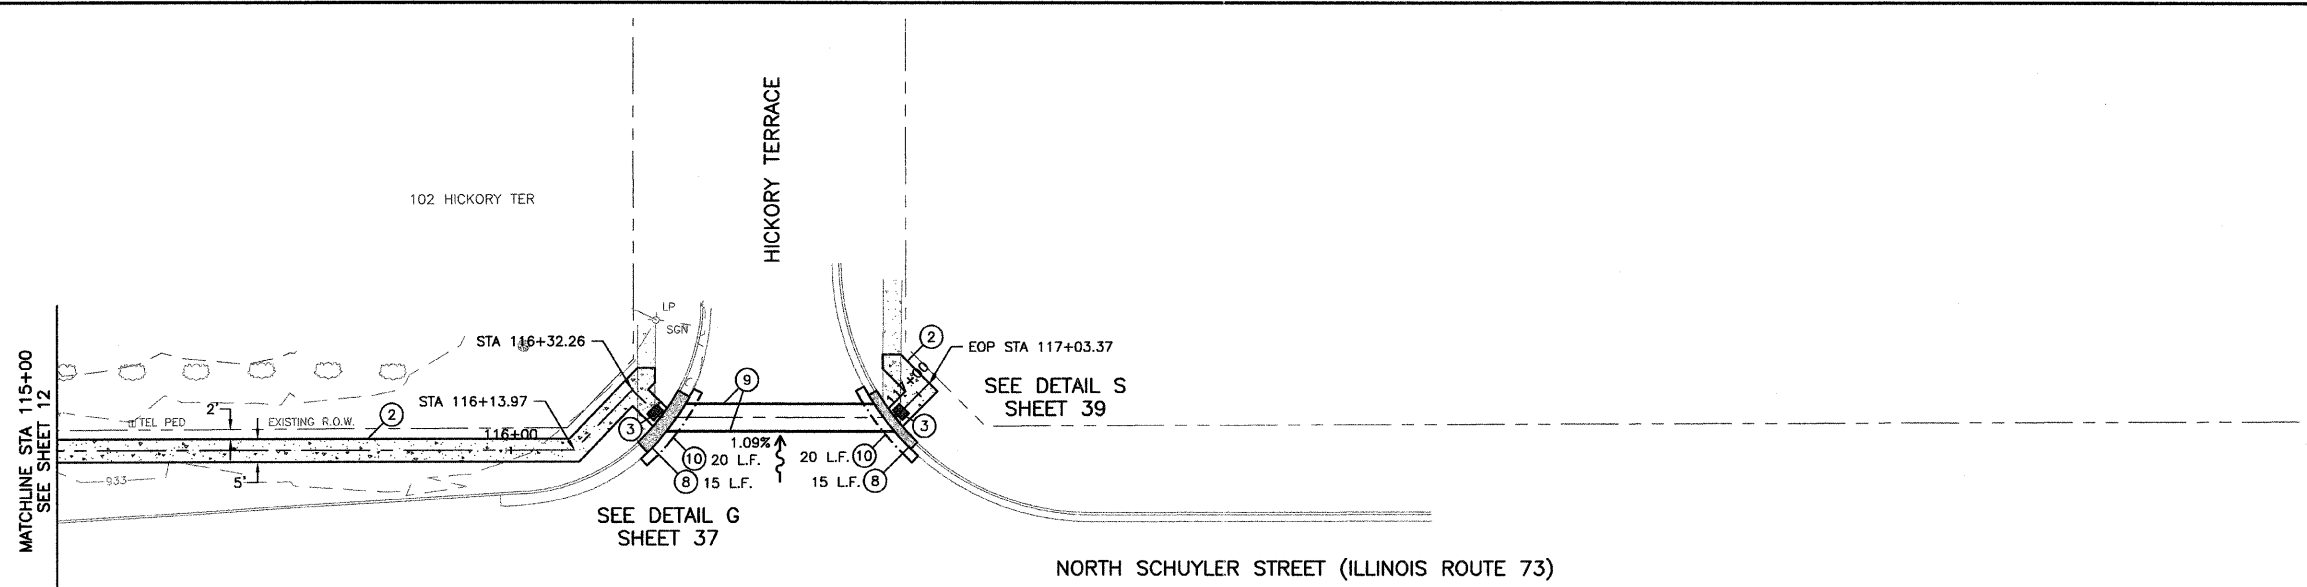 HICKORY TERRACE
102 HICKORY TER
LP
SGN
STA 116+32.26
2
EOP STA 117+03.37
117+00
SEE DETAIL S
SHEET 39
MATCHLINE STA 115+00
SEE SHEET 12
9
STA 116+13.97
2'
2
TEL PED
EXISTING R.O.W.
116+00
3
3
1.09%
10
20 L.F.
20 L.F.
10
933
5'
8
15 L.F.
15 L.F.
8
SEE DETAIL G
SHEET 37
NORTH SCHUYLER STREET (ILLINOIS ROUTE 73)